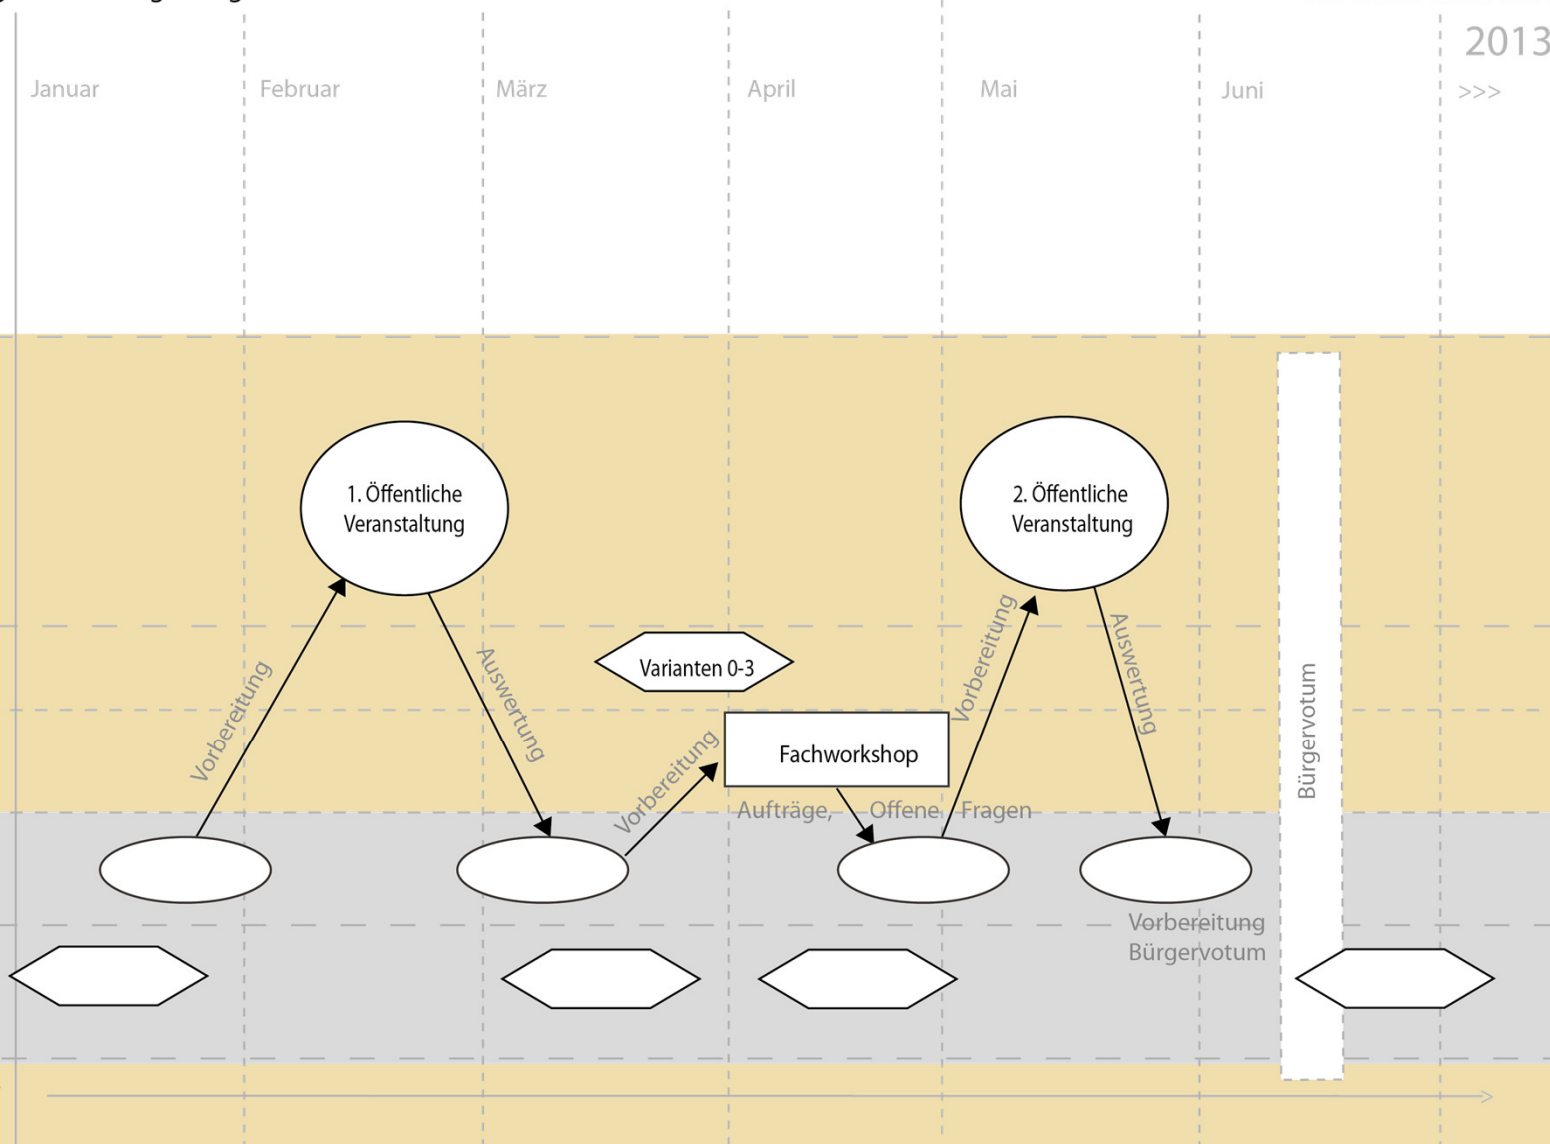 2013
Januar
Februar
März
April
Mai
Juni
>>>
1. Öffentliche
Veranstaltung
2. Öffentliche
Veranstaltung
Vorbereitung
Auswertung
Varianten 0-3
Vorbereitung
Fachworkshop
Aufträge, Offene Fragen
Vorbereitung
Auswertung
Bürgervotum
Vorbereitung
Bürgervotum